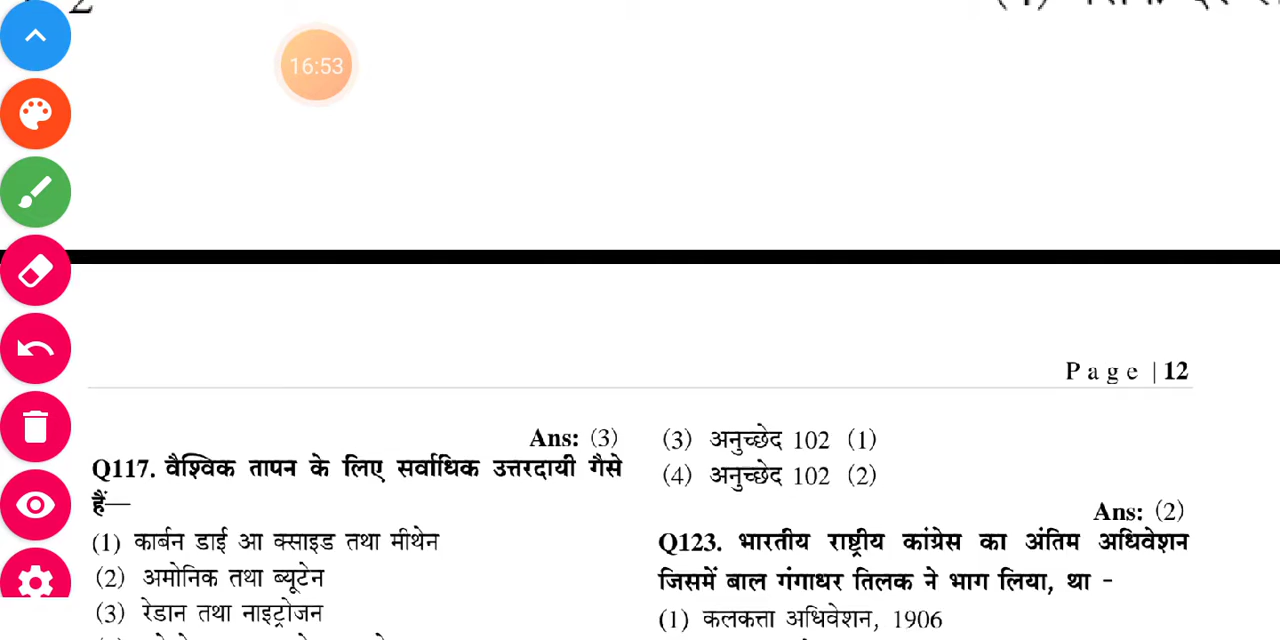 16:53
Page | 12
Ans: (3)
Q117. वैश्विक तापन के लिए सर्वाधिक उत्तरदायी गैसे
हैं—
(1) कार्बन डाई आ क्साइड तथा मीथेन
(2) अमोनिक तथा ब्यूटेन
(3) रेडान तथा नाइट्रोजन
(3) अनुच्छेद 102 (1)
(4) अनुच्छेद 102 (2)
Ans: (2)
Q123. भारतीय राष्ट्रीय कांग्रेस का अंतिम अधिवेशन
जिसमें बाल गंगाधर तिलक ने भाग लिया, था -
(1) कलकत्ता अधिवेशन, 1906